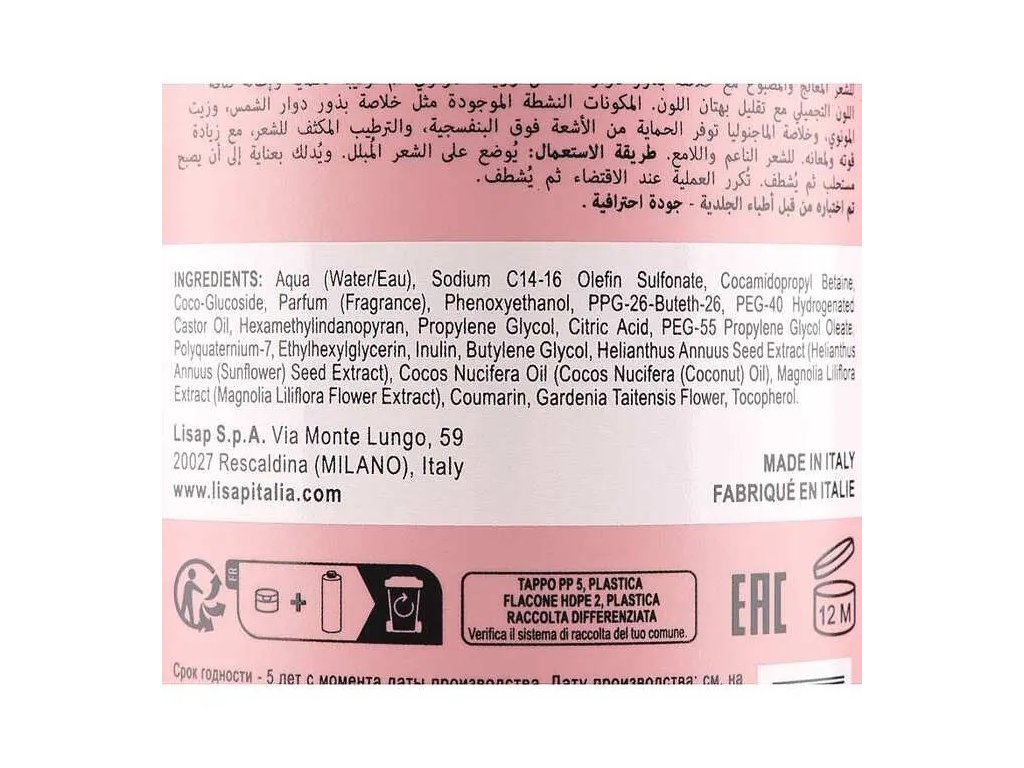 للشعر المعالج والمصبوغ مع خلاصة بذور
اللون التجميلي مع تقليل بهتان اللون. المكونات النشطة الموجودة مثل خلاصة بذور دوار الشمس، وزيت
المونوي، وخلاصة الماجنوليا توفر الحماية من الأشعة فوق البنفسجية، والترطيب المكثف للشعر، مع زيادة
قوته ولمعانه. للشعر الناعم واللامع. طريقة الاستعمال: يُوضع على الشعر المُبلل. ويُدلك بعناية إلى أن يصبح
مستحلب ثم يُشطف. تُكرر العملية عند الاقتضاء ثم يُشطف.
تم اختباره من قبل أطباء الجلدية - جودة احترافية .
INGREDIENTS: Aqua (Water/Eau), Sodium C14-16 Olefin Sulfonate, Cocamidopropyl Betaine,
Coco-Glucoside, Parfum (Fragrance), Phenoxyethanol, PPG-26-Buteth-26, PEG-40 Hydrogenated
Castor Oil, Hexamethylindanopyran, Propylene Glycol, Citric Acid, PEG-55 Propylene Glycol Oleate,
Polyquaternium-7, Ethylhexylglycerin, Inulin, Butylene Glycol, Helianthus Annuus Seed Extract (Helianthus
Annuus (Sunflower) Seed Extract), Cocos Nucifera Oil (Cocos Nucifera (Coconut) Oil), Magnolia Liliflora
Extract (Magnolia Liliflora Flower Extract), Coumarin, Gardenia Taitensis Flower, Tocopherol.
Lisap S.p.A. Via Monte Lungo, 59
20027 Rescaldina (MILANO), Italy
www.lisapitalia.com
MADE IN ITALY
FABRIQUÉ EN ITALIE
FR
TAPPO PP 5, PLASTICA
FLACONE HDPE 2, PLASTICA
RACCOLTA DIFFERENZIATA
Verifica il sistema di raccolta del tuo comune.
EAC
12 M
Срок годности - 5 лет с момента даты производства. Дату производства: см. на